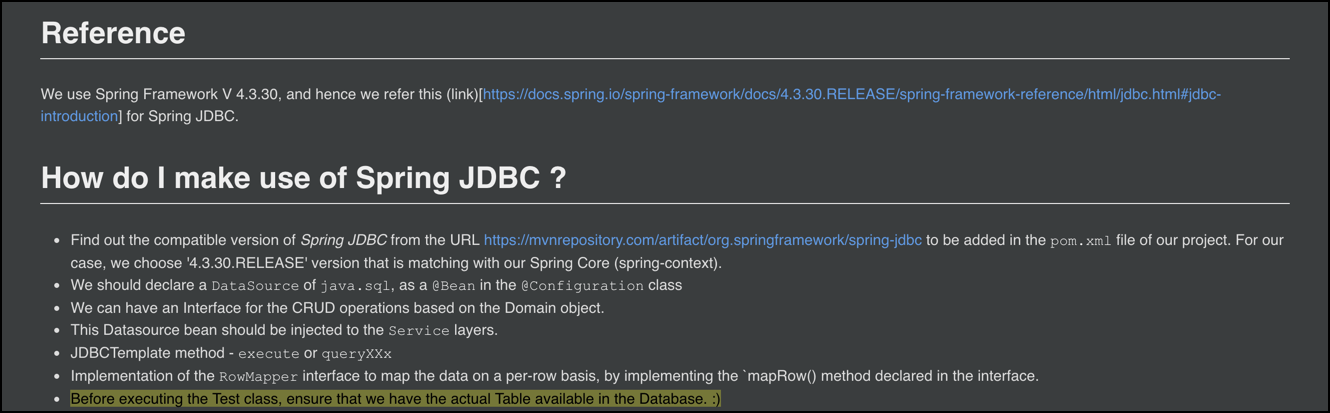 Reference
We use Spring Framework V 4.3.30, and hence we refer this (link)[https://docs.spring.io/spring-framework/docs/4.3.30.RELEASE/spring-framework-reference/html/jdbc.html#jdbc-
introduction] for Spring JDBC.
How do I make use of Spring JDBC ?
• Find out the compatible version of Spring JDBC from the URL https://mvnrepository.com/artifact/org.springframework/spring-jdbc to be added in the pom.xml file of our project. For our
case, we choose '4.3.30.RELEASE' version that is matching with our Spring Core (spring-context).
• We should declare a DataSource of java.sql, as a @Bean in the @Configuration class
• We can have an Interface for the CRUD operations based on the Domain object.
• This Datasource bean should be injected to the Service layers.
• JDBCTemplate method - execute or queryXXx
• Implementation of the RowMapper interface to map the data on a per-row basis, by implementing the `mapRow() method declared in the interface.
• Before executing the Test class, ensure that we have the actual Table available in the Database. :)